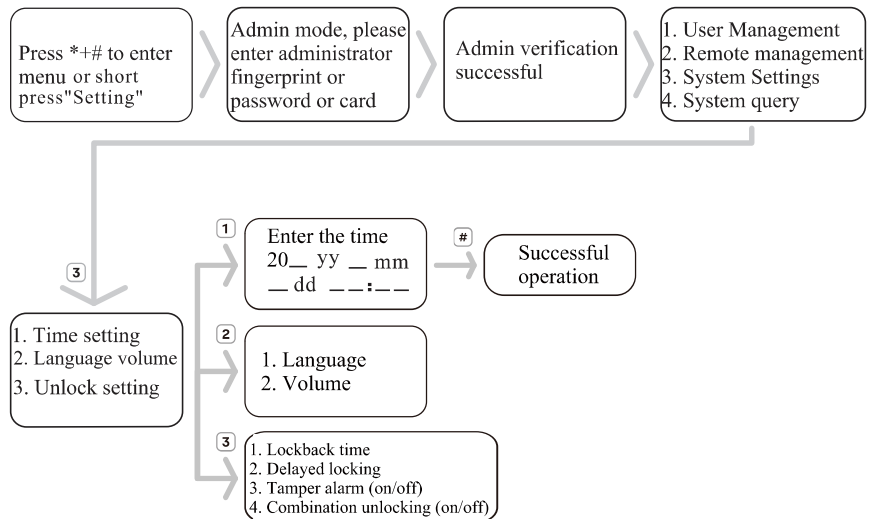 Press *+# to enter
menu or short
press"Setting"
Admin mode, please
enter administrator
fingerprint or
password or card
Admin verification
successful
1. User Management
2. Remote management
3. System Settings
4. System query
3
1. Time setting
2. Language volume
3. Unlock setting
1
Enter the time
20_ yy _ mm
_ dd _ _:_ _
#
Successful
operation
2
1. Language
2. Volume
3
1. Lockback time
2. Delayed locking
3. Tamper alarm (on/off)
4. Combination unlocking (on/off)